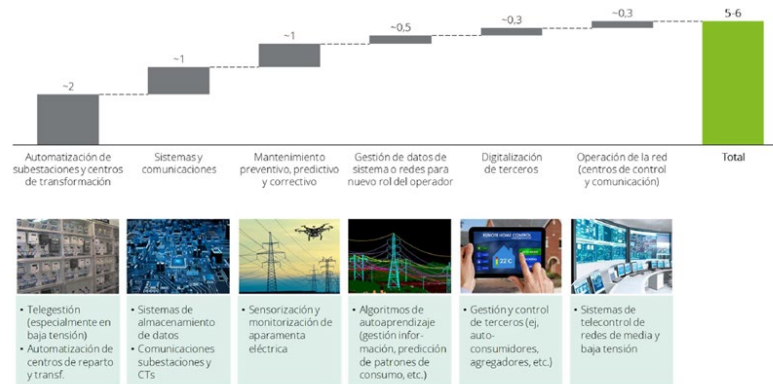 ~2
~1
~1
~0,5
~0,3
~0,3
5-6
Automatización de
subestaciones y centros
de transformación
Sistemas y
comunicaciones
Mantenimiento
preventivo, predictivo
y correctivo
Gestión de datos de
sistema o redes para
nuevo rol del operador
Digitalización
de terceros
Operación de la red
(centros de control
y comunicación)
Total
REMOTE HOME CONTROL
22°C
• Telegestión
(especialmente en
baja tensión)
• Automatización de
centros de reparto
y transf.
• Sistemas de
almacenamiento
de datos
• Comunicaciones
subestaciones y
CTs
• Sensorización y
monitorización de
aparamenta
eléctrica
• Algoritmos de
autoaprendizaje
(gestión infor-
mación, predicción
de patrones de
consumo, etc.)
• Gestión y control
de terceros (ej,
auto-
consumidores,
agregadores, etc.)
• Sistemas de
telecontrol de
redes de media y
baja tensión